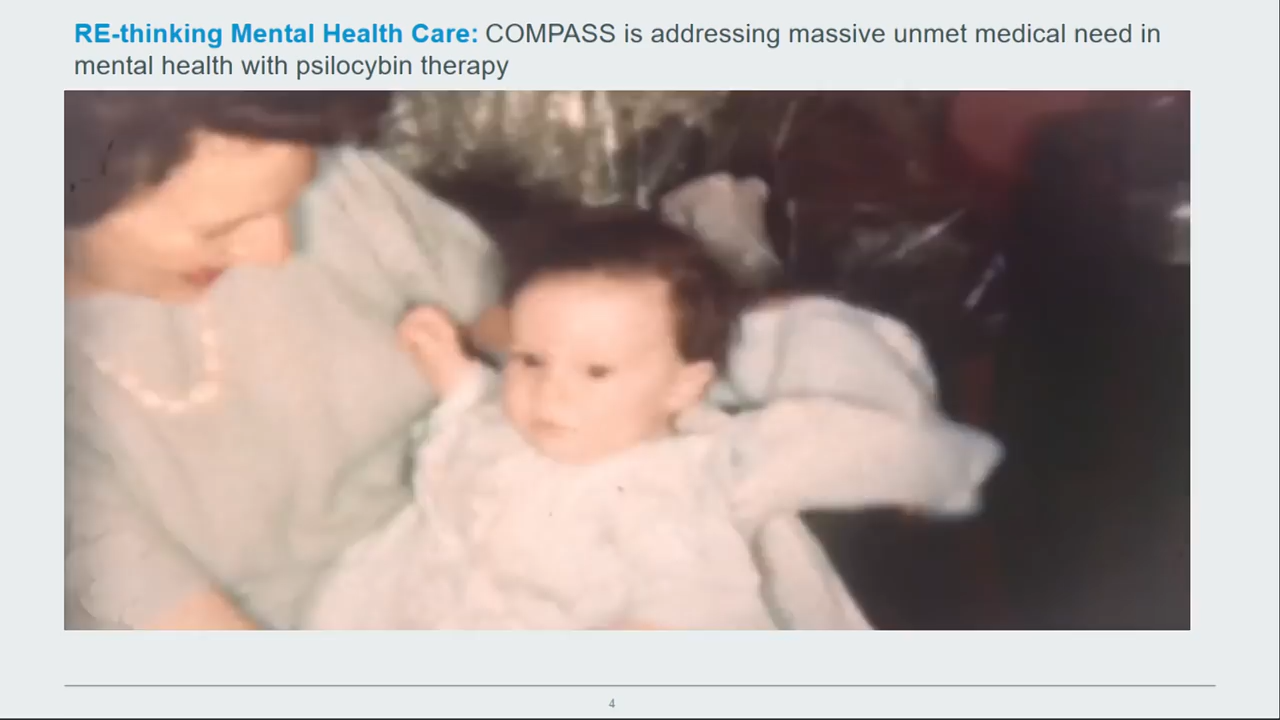 RE-thinking Mental Health Care: COMPASS is addressing massive unmet medical need in
mental health with psilocybin therapy
4